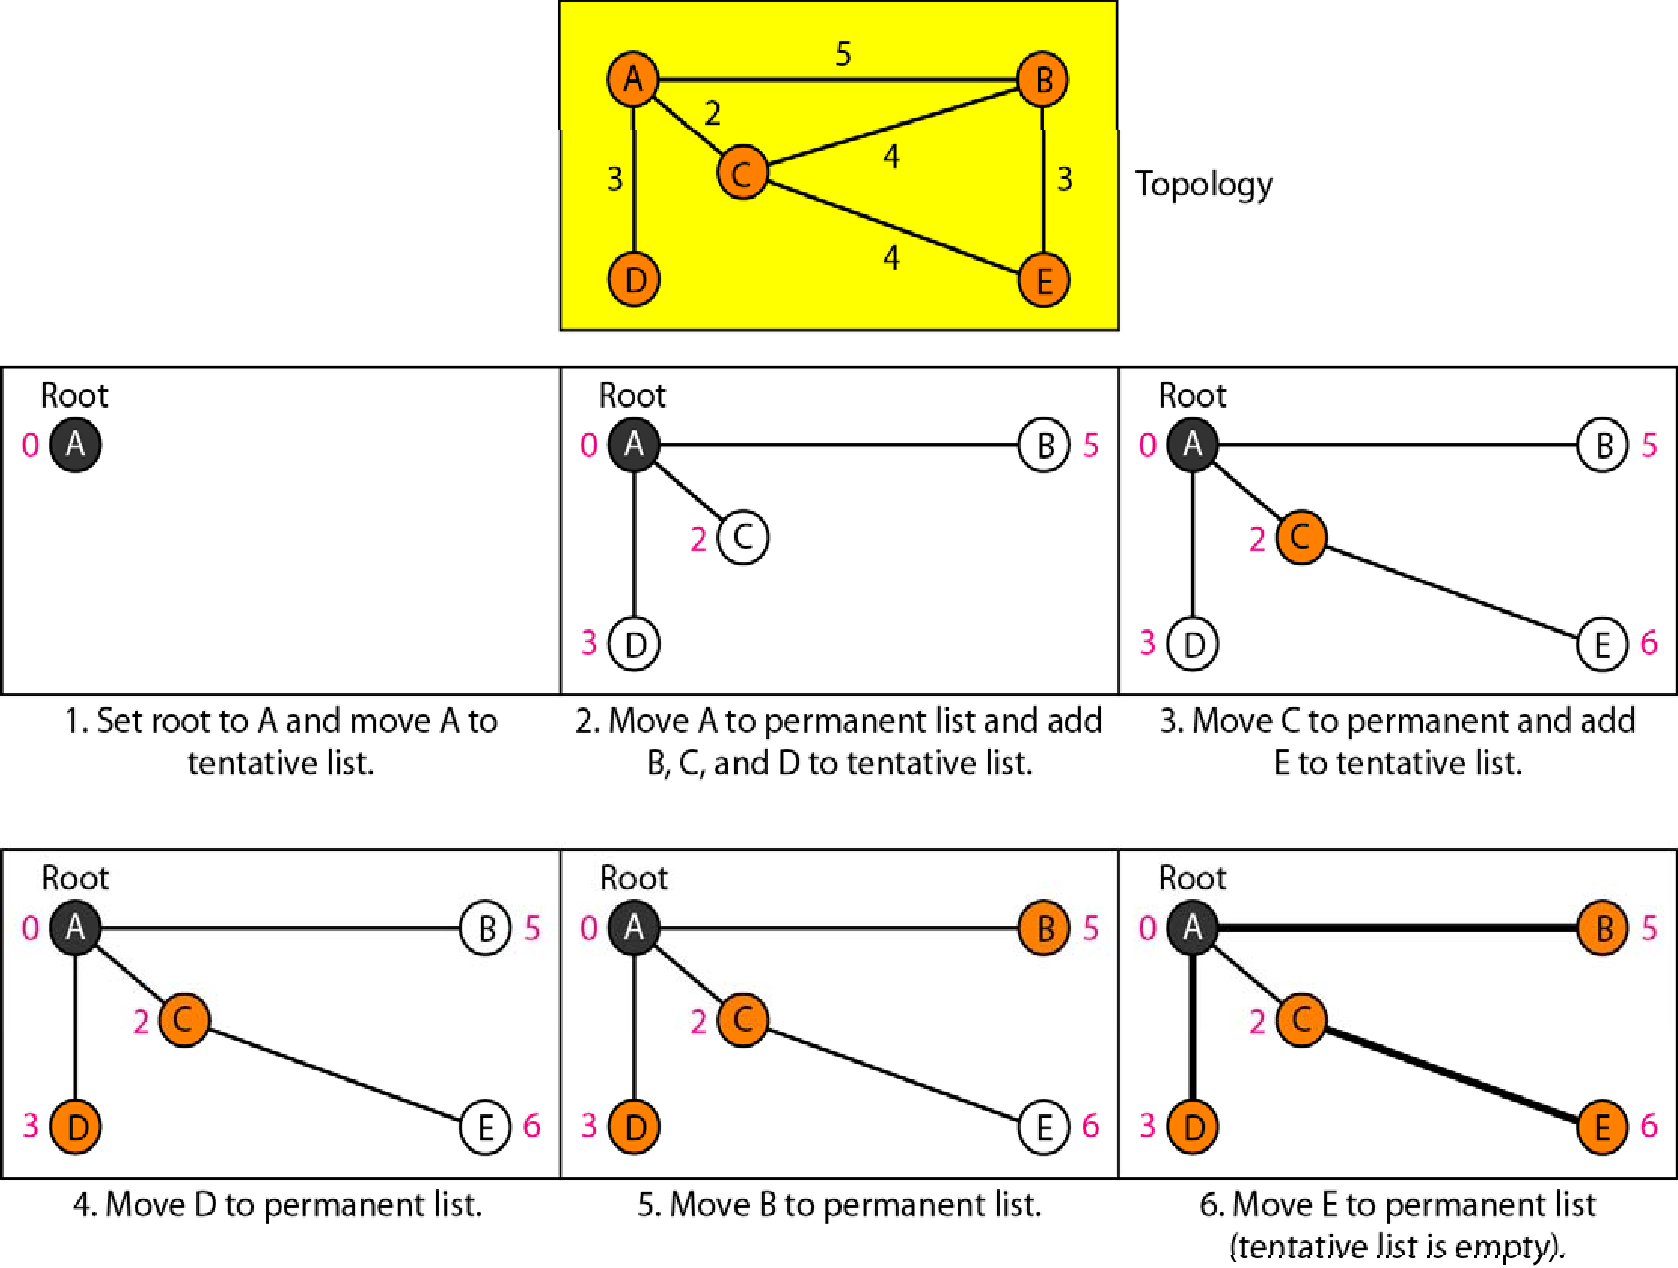 5
A
B
2
4
3
C
3
Topology
4
D
E
Root
0 A
Root
0 A
B 5
2 C
3 D
Root
0 A
B 5
2 C
3 D
E 6
1. Set root to A and move A to
tentative list.
2. Move A to permanent list and add
B, C, and D to tentative list.
3. Move C to permanent and add
E to tentative list.
Root
0 A
B 5
2 C
3 D
E 6
Root
0 A
B 5
2 C
3 D
E 6
Root
0 A
B 5
2 C
3 D
E 6
4. Move D to permanent list.
5. Move B to permanent list.
6. Move E to permanent list
(tentative list is empty).